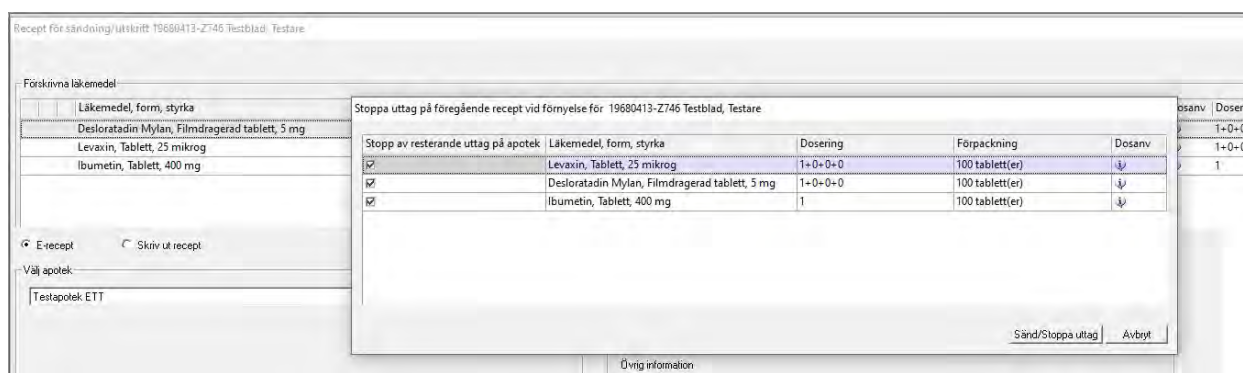 Recept för sändning/utskrift 19680413-Z746 Testblad, Testare
Förskrivna läkemedel
Läkemedel, form, styrka
Desloratadin Mylan, Filmdragerad tablett, 5 mg
Levaxin, Tablett, 25 mikrog
Ibumetin, Tablett, 400 mg
E-recept Skriv ut recept
Välj apotek
Testapotek ETT
Stoppa uttag på föregående recept vid förnyelse för 19680413-Z746 Testblad, Testare
Stopp av resterande uttag på apotek Läkemedel, form, styrka Dosering Förpackning Dosanv
Levaxin, Tablett, 25 mikrog 1+0+0+0 100 tablett(er)
Desloratadin Mylan, Filmdragerad tablett, 5 mg 1+0+0+0 100 tablett(er)
Ibumetin, Tablett, 400 mg 1 100 tablett(er)
Sänd/Stoppa uttag Avbryt
osanv Doser
1+0+0
1+0+0
1
Övrig information